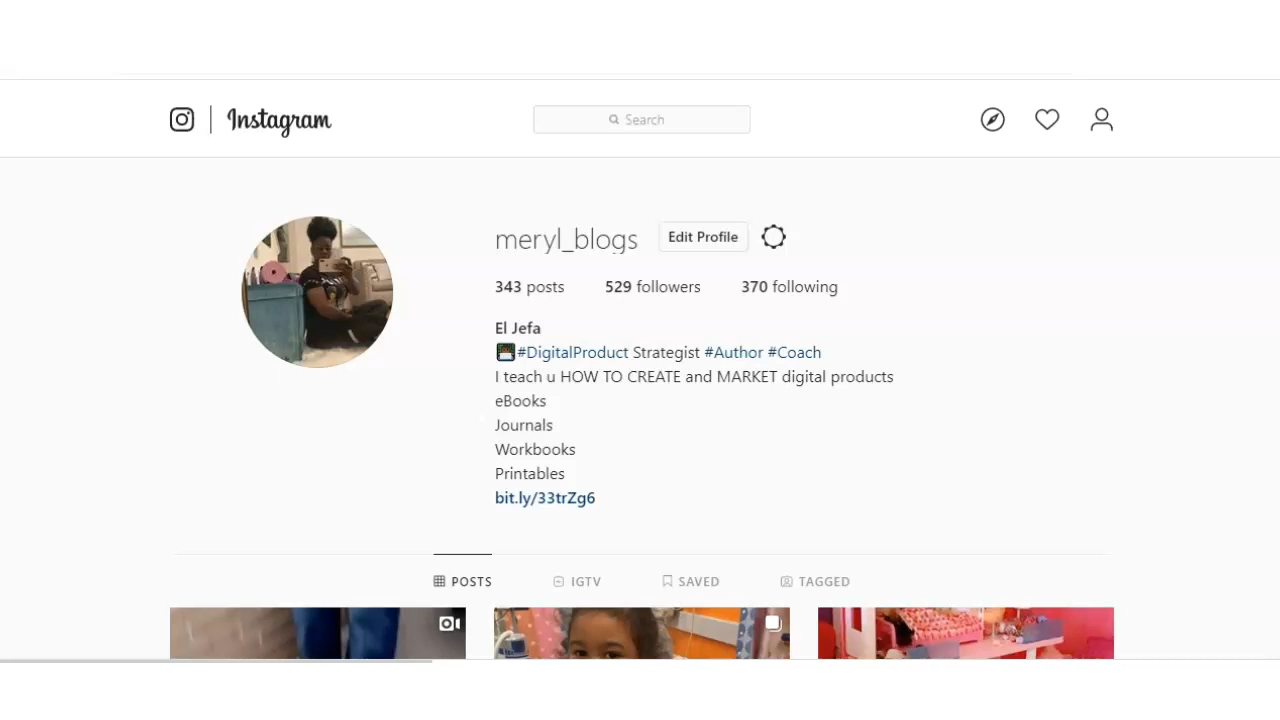 Instagram
Search
meryl_blogs Edit Profile
343 posts 529 followers 370 following
El Jefa
#DigitalProduct Strategist #Author #Coach
I teach u HOW TO CREATE and MARKET digital products
eBooks
Journals
Workbooks
Printables
bit.ly/33trZg6
POSTS IGTV SAVED TAGGED